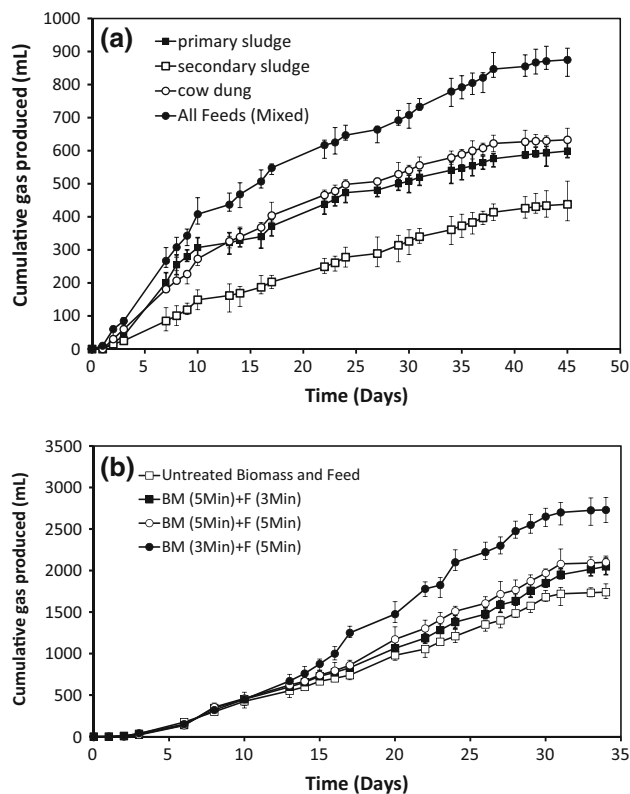 (a)
primary sludge
secondary sludge
cow dung
All Feeds (Mixed)
Cumulative gas produced (mL)
1000
900
800
700
600
500
400
300
200
100
0
0 5 10 15 20 25 30 35 40 45 50
Time (Days)
(b)
Untreated Biomass and Feed
BM (5Min)+F (3Min)
BM (5Min)+F (5Min)
BM (3Min)+F (5Min)
Cumulative gas produced (mL)
3500
3000
2500
2000
1500
1000
500
0
0 5 10 15 20 25 30 35
Time (Days)